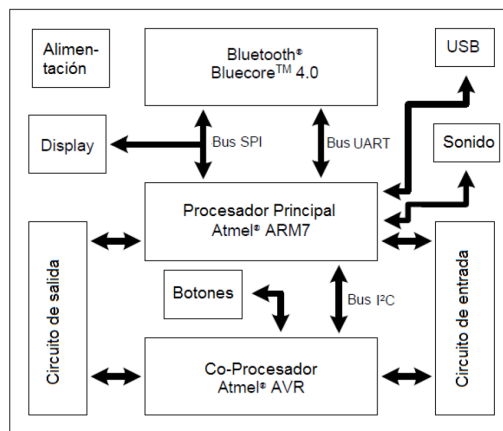 Alimen-
tación
Bluetooth®
Bluecore™ 4.0
USB
Display
Bus SPI
Bus UART
Sonido
Procesador Principal
Atmel® ARM7
Circuito de salida
Botones
Bus I²C
Circuito de entrada
Co-Procesador
Atmel® AVR